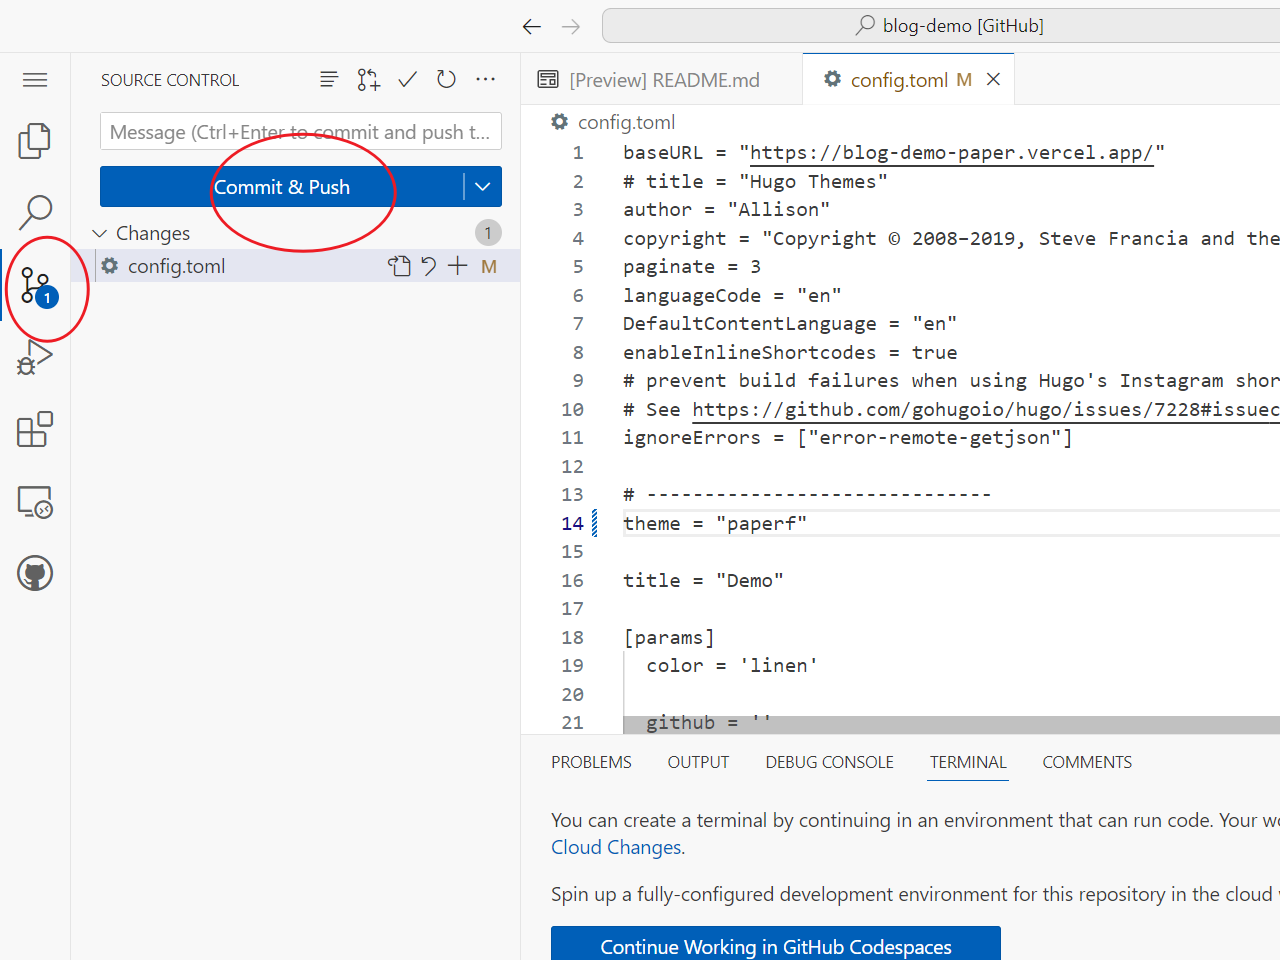 blog-demo [GitHub]
SOURCE CONTROL
Message (Ctrl+Enter to commit and push t...
Commit & Push
Changes
1
config.toml
M
1
[Preview] README.md
config.toml M
config.toml
1 baseURL = "https://blog-demo-paper.vercel.app/"
2 # title = "Hugo Themes"
3 author = "Allison"
4 copyright = "Copyright © 2008–2019, Steve Francia and the
5 paginate = 3
6 languageCode = "en"
7 DefaultContentLanguage = "en"
8 enableInlineShortcodes = true
9 # prevent build failures when using Hugo's Instagram shor
10 # See https://github.com/gohugoio/hugo/issues/7228#issuec
11 ignoreErrors = ["error-remote-getjson"]
12
13 # ------------------------------
14 theme = "paperf"
15
16 title = "Demo"
17
18 [params]
19 color = 'linen'
20
21 github = ''
PROBLEMS OUTPUT DEBUG CONSOLE TERMINAL COMMENTS
You can create a terminal by continuing in an environment that can run code. Your wo
Cloud Changes.
Spin up a fully-configured development environment for this repository in the cloud
Continue Working in GitHub Codespaces